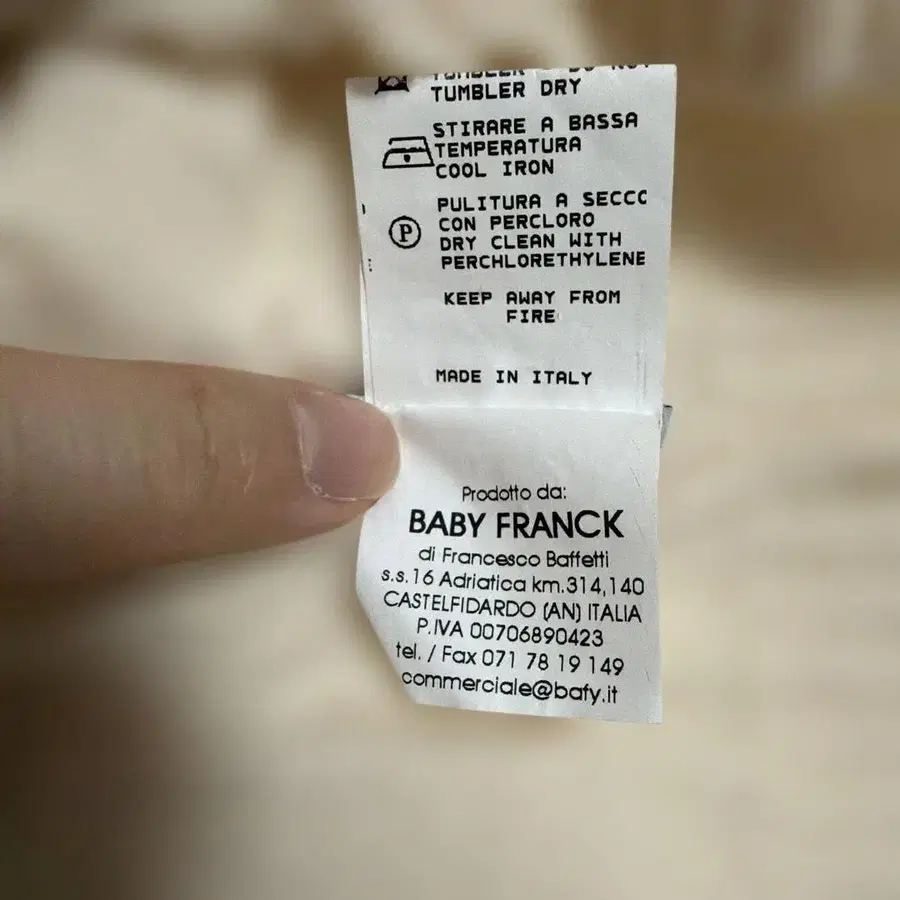 TUMBLER DRY
STIRARE A BASSA
TEMPERATURA
COOL IRON
P
PULITURA A SECCO
CON PERCLORO
DRY CLEAN WITH
PERCHLORETHYLENE
KEEP AWAY FROM
FIRE
MADE IN ITALY
Prodotto da:
BABY FRANCK
di Francesco Baffetti
s.s.16 Adriatica km.314,140
CASTELFIDARDO (AN) ITALIA
P.IVA 00706890423
tel. / Fax 071 78 19 149
commerciale@bafy.it